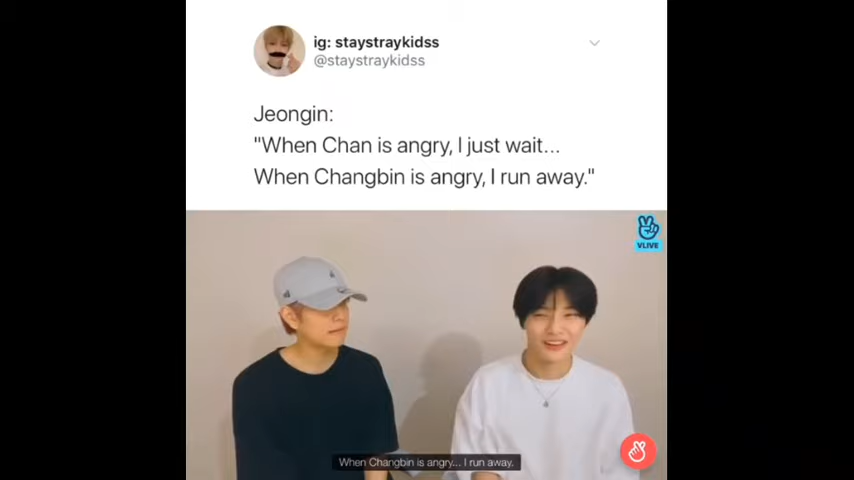 ig: staystraykidss
@staystraykidss
Jeongin:
"When Chan is angry, I just wait...
When Changbin is angry, I run away."
VLIVE
When Changbin is angry... I run away.